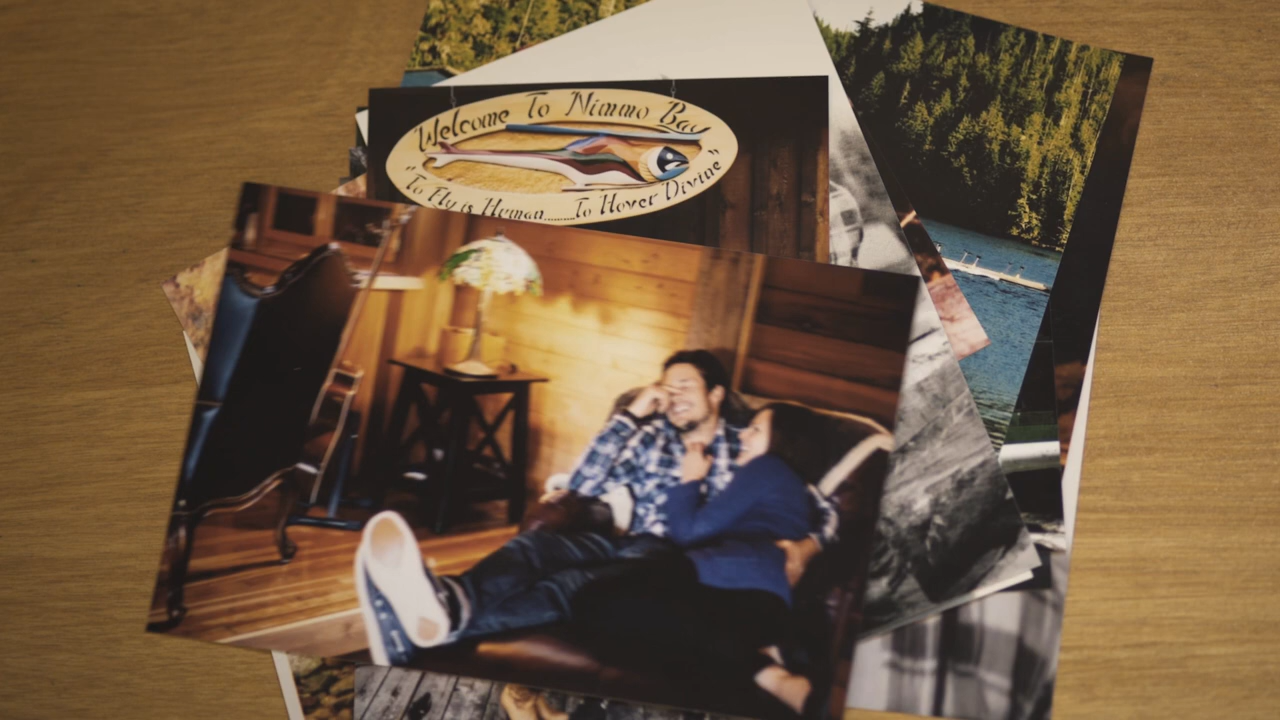 Welcome To Nimmo Bay
"To Fly is Human.........To Hover Divine"